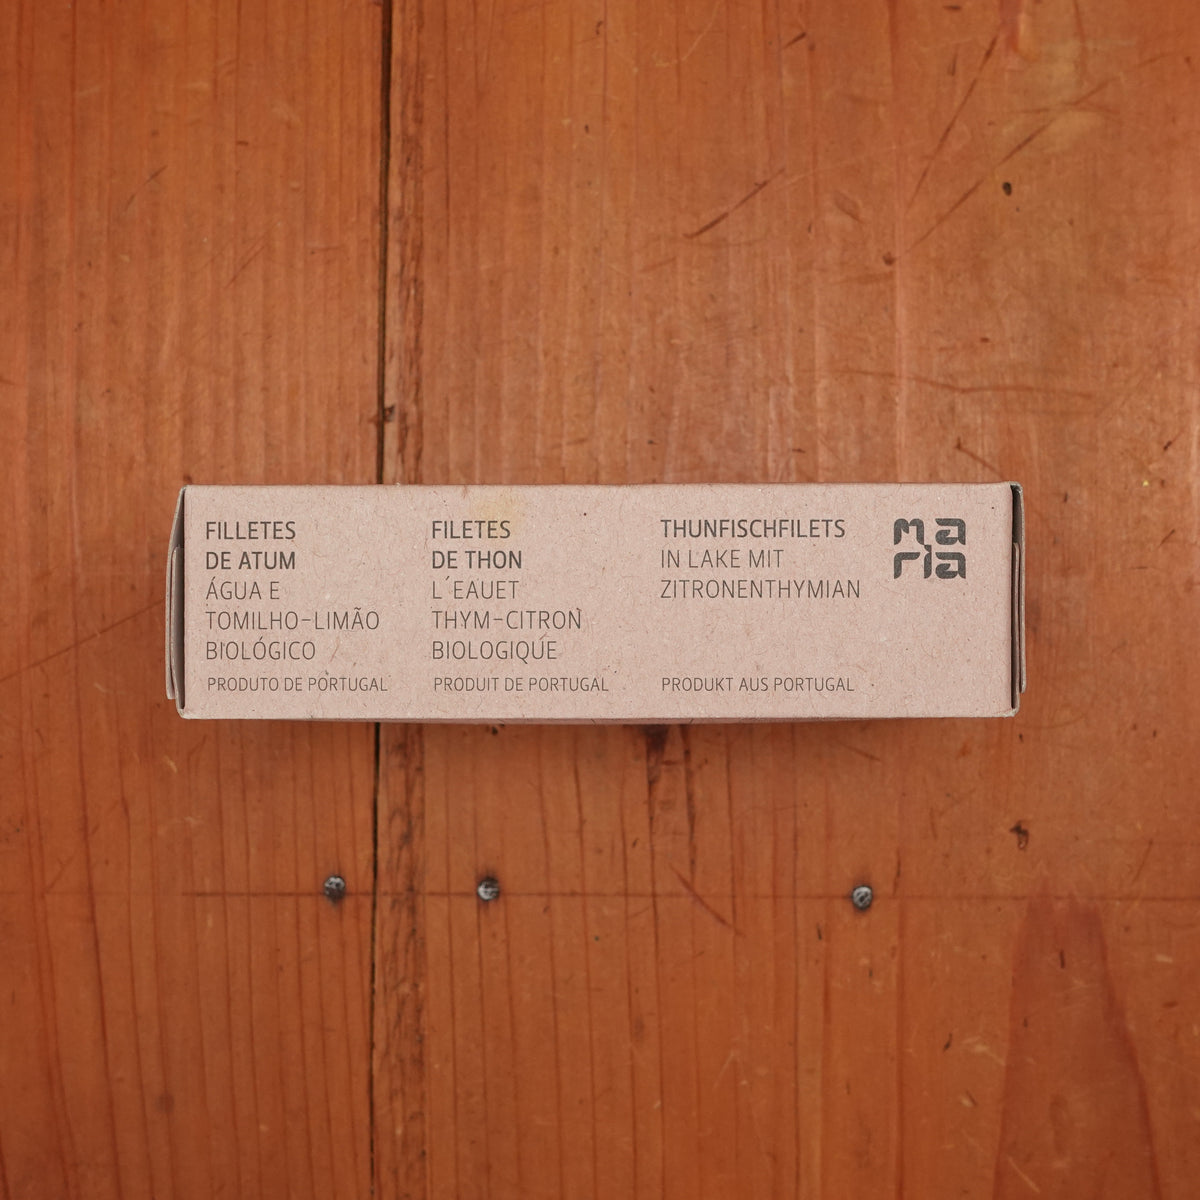 FILLETES
DE ATUM
ÁGUA E
TOMILHO-LIMÃO
BIOLÓGICO
PRODUTO DE PORTUGAL
FILETES
DE THON
L´EAUET
THYM-CITRON
BIOLOGIQUE
PRODUIT DE PORTUGAL
THUNFISCHFILETS
IN LAKE MIT
ZITRONENTHYMIAN
PRODUKT AUS PORTUGAL
ma
ria